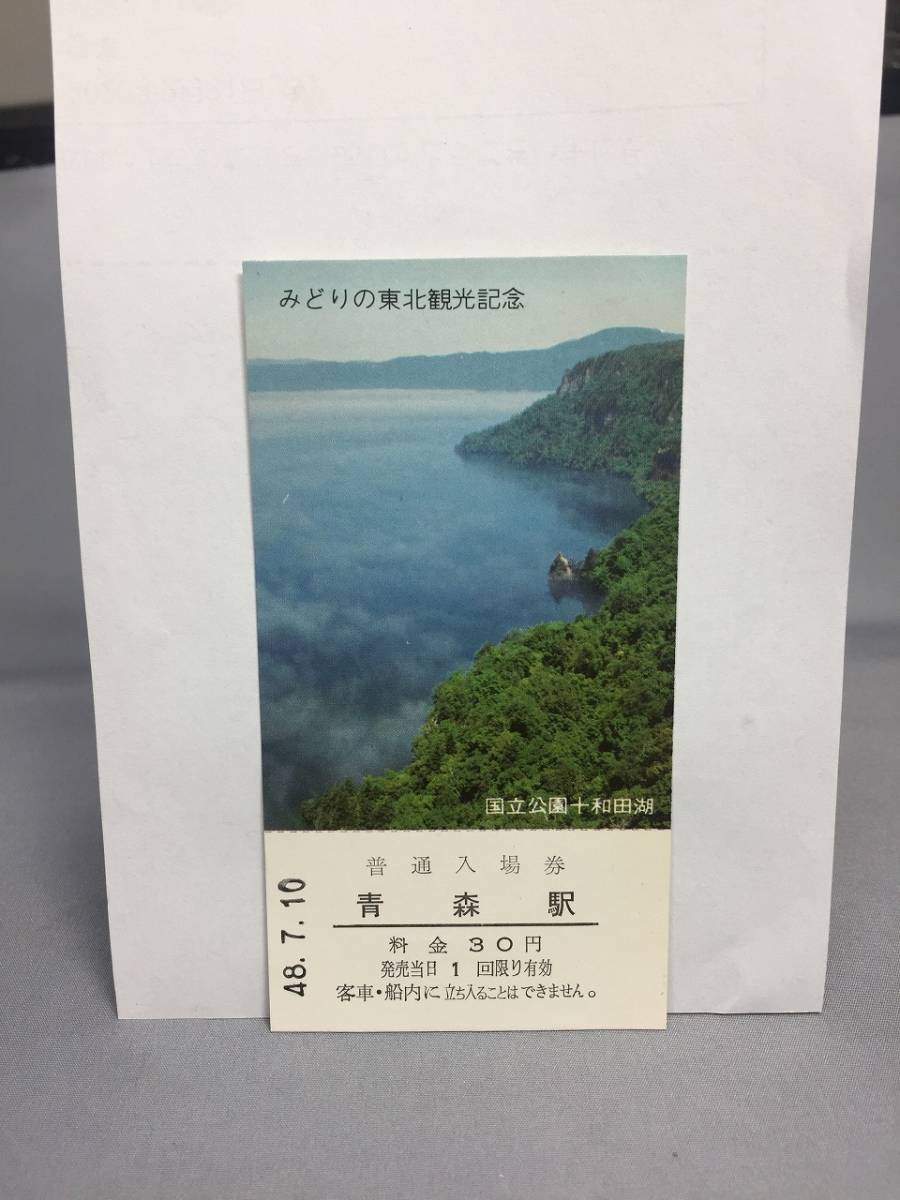 みどりの東北観光記念
国立公園十和田湖
普通入場券
青森駅
料金30円
発売当日1回限り有効
客車・船内に立ち入ることはできません。
48.7.10